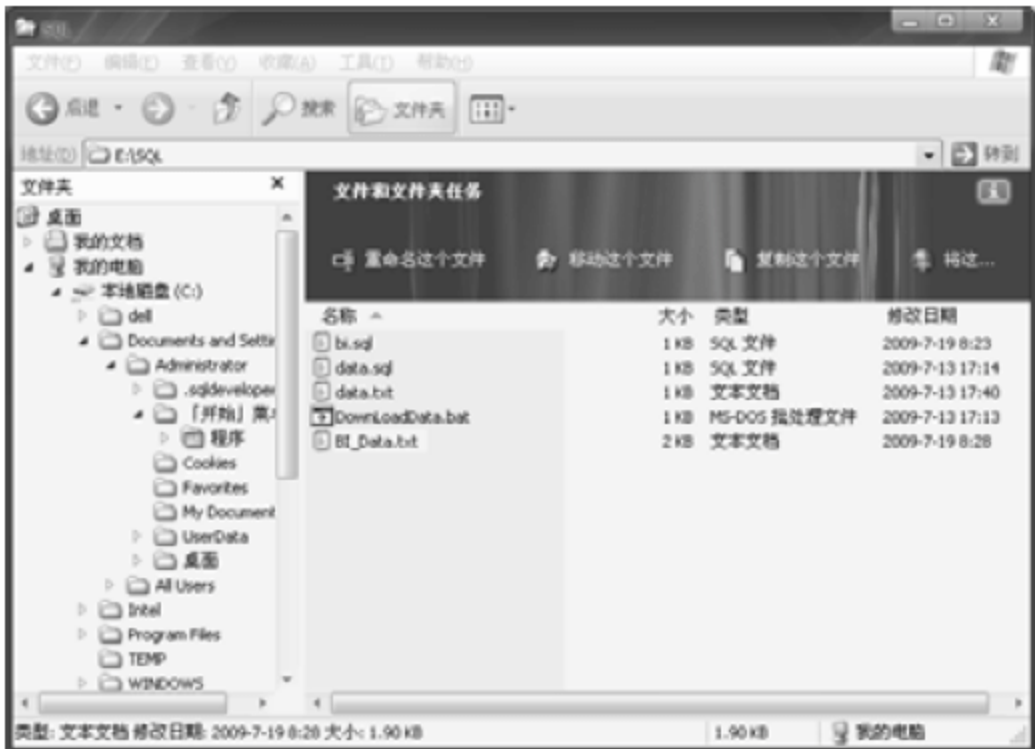 SQL
文件(F) 编辑(E) 查看(V) 收藏(A) 工具(T) 帮助(H)
后退 搜索 文件夹
地址(D) E:\SQL 转到
文件夹 x
桌面
我的文档
我的电脑
本地磁盘 (C:)
dell
Documents and Settin
Administrator
.sqldeveloper
「开始」菜单
程序
Cookies
Favorites
My Document
UserData
桌面
All Users
Intel
Program Files
TEMP
WINDOWS
文件和文件夹任务
重命名这个文件 移动这个文件 复制这个文件 将这...
名称 大小 类型 修改日期
bi.sql 1 KB SQL 文件 2009-7-19 8:23
data.sql 1 KB SQL 文件 2009-7-13 17:14
data.txt 1 KB 文本文档 2009-7-13 17:40
DownLoadData.bat 1 KB MS-DOS 批处理文件 2009-7-13 17:13
BI_Data.txt 2 KB 文本文档 2009-7-19 8:28
类型: 文本文档 修改日期: 2009-7-19 8:28 大小: 1.90 KB 1.90 KB 我的电脑